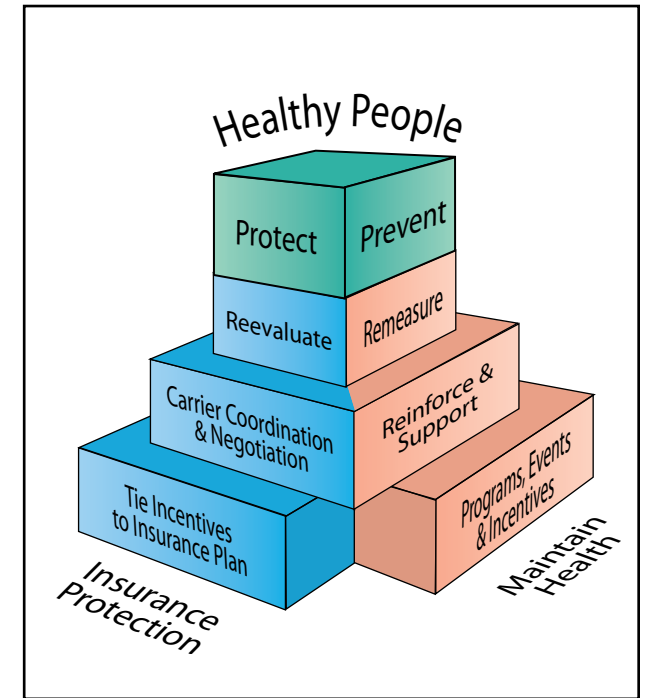 Healthy People
Protect
Prevent
Reevaluate
Remeasure
Carrier Coordination
& Negotiation
Reinforce &
Support
Tie Incentives
to Insurance Plan
Programs, Events
& Incentives
Insurance
Protection
Maintain
Health